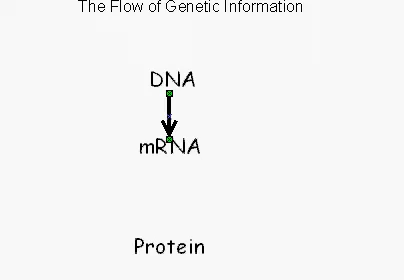 The Flow of Genetic Information
DNA
mRNA
Protein